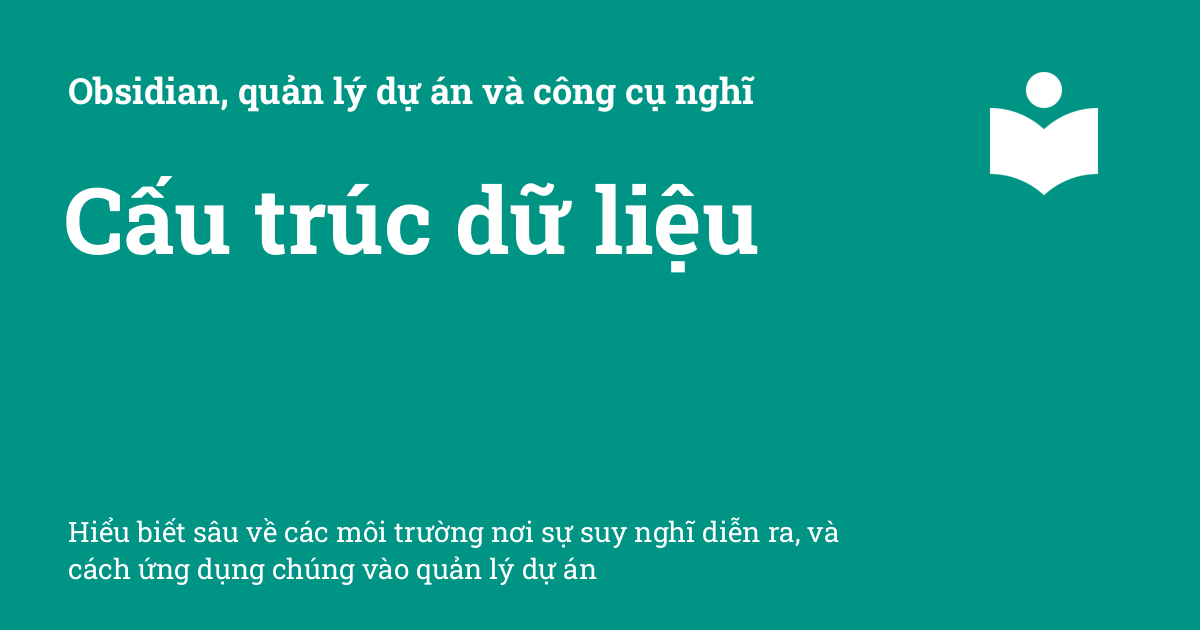 Obsidian, quản lý dự án và công cụ nghĩ
Cấu trúc dữ liệu
Hiểu biết sâu về các môi trường nơi sự suy nghĩ diễn ra, và
cách ứng dụng chúng vào quản lý dự án